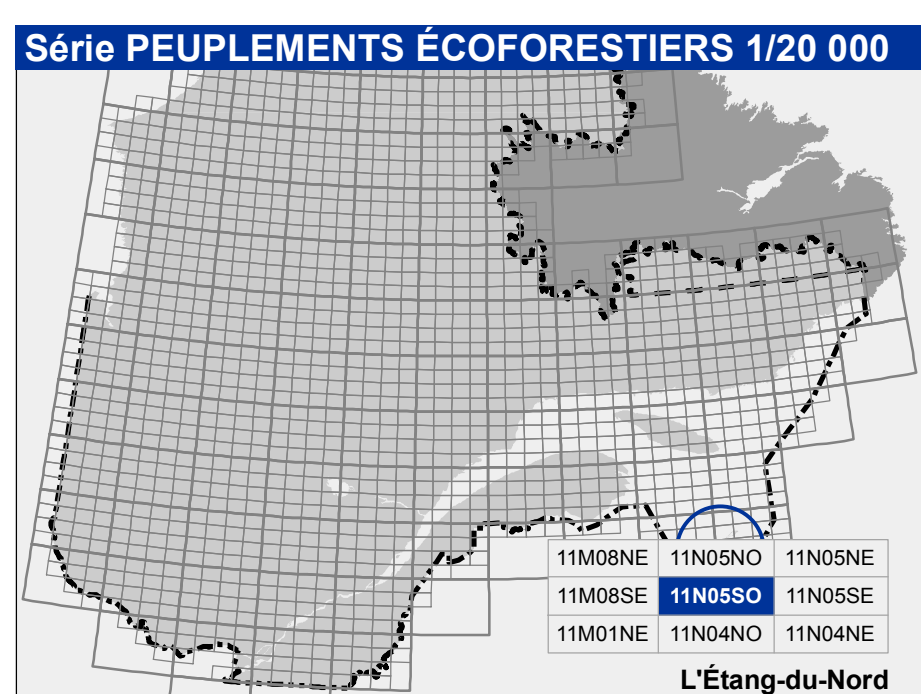 Série PEUPLEMENTS ÉCOFORESTIERS 1/20 000
11M08NE 11N05NO 11N05NE
11M08SE 11N05SO 11N05SE
11M01NE 11N04NO 11N04NE
L'Étang-du-Nord